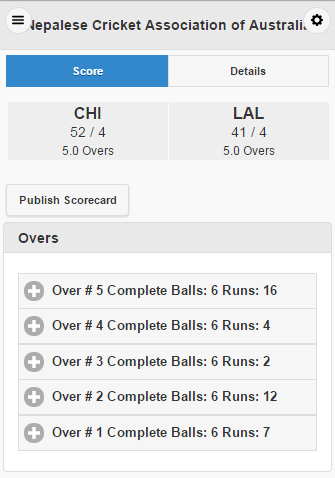 Nepalese Cricket Association of Australi
Score Details
CHI LAL
52 / 4 41 / 4
5.0 Overs 5.0 Overs
Publish Scorecard
Overs
Over # 5 Complete Balls: 6 Runs: 16
Over # 4 Complete Balls: 6 Runs: 4
Over # 3 Complete Balls: 6 Runs: 2
Over # 2 Complete Balls: 6 Runs: 12
Over # 1 Complete Balls: 6 Runs: 7